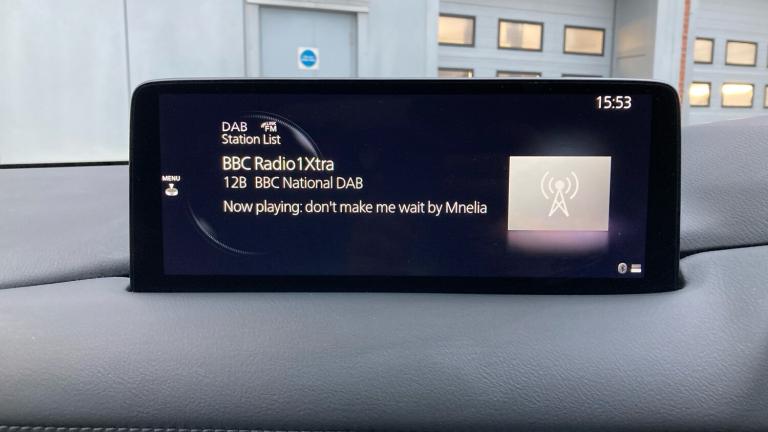 15:53
DAB LINK FM
Station List
BBC Radio1Xtra
12B BBC National DAB
MENU
Now playing: don't make me wait by Mnelia